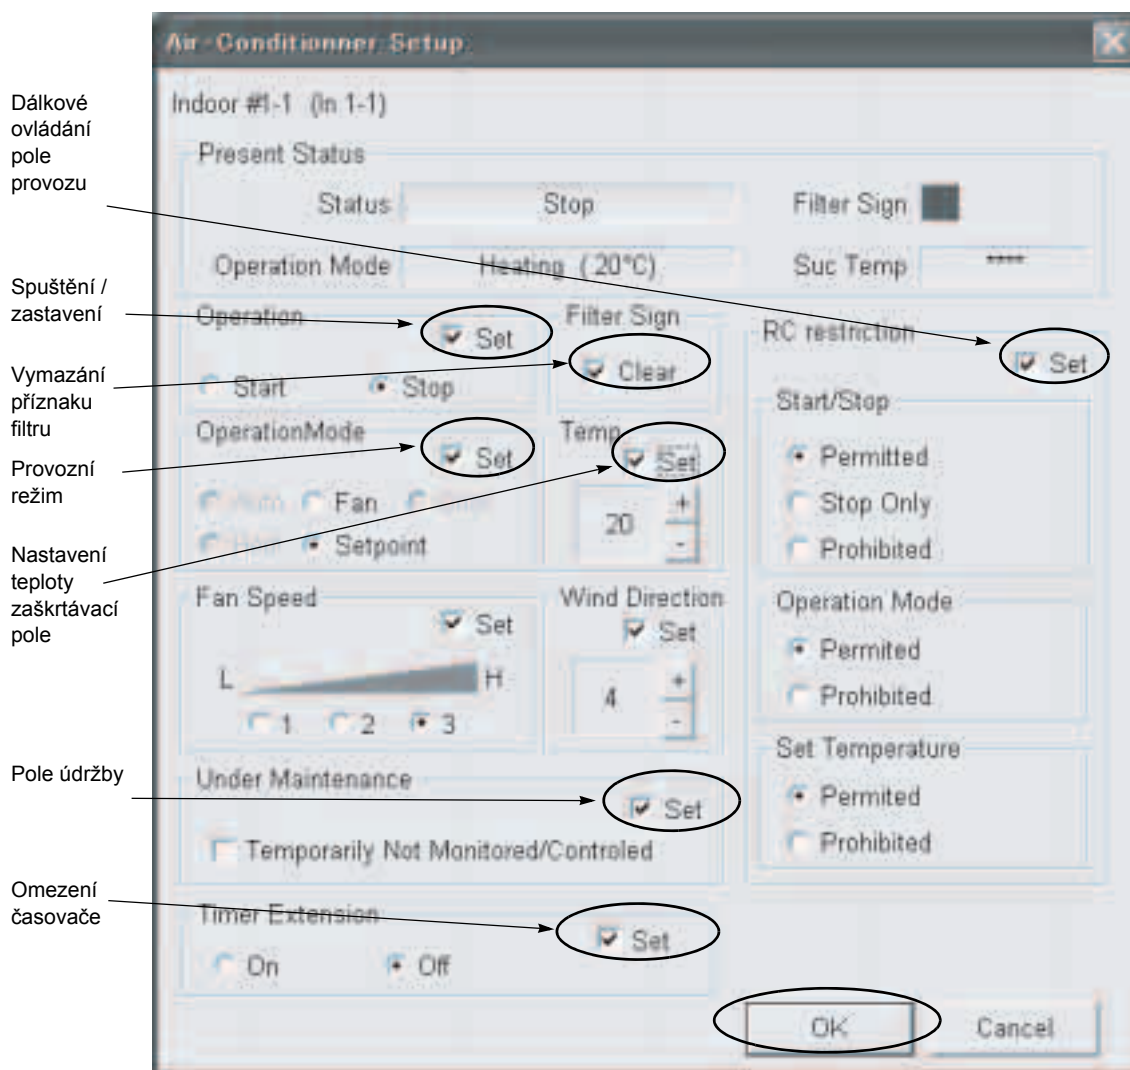 Air-Conditionner Setup
Indoor #1-1 (In 1-1)
Dálkové
ovládání
pole
provozu
Present Status
Status Stop Filter Sign
Operation Mode Heating (20°C) Suc Temp ****
Spuštění /
zastavení
Operation Set
Start Stop
Filter Sign
Clear
RC restriction Set
Vymazání
příznaku
filtru
Start/Stop
Permitted
Stop Only
Prohibited
Provozní
režim
OperationMode Set
Fan
Setpoint
Temp Set
20 + -
Nastavení
teploty
zaškrtávací
pole
Fan Speed Set
L H
1 2 3
Wind Direction
Set
4 + -
Operation Mode
Permited
Prohibited
Set Temperature
Permited
Prohibited
Pole údržby
Under Maintenance Set
Temporarily Not Monitored/Controled
Omezení
časovače
Timer Extension Set
On Off
OK Cancel